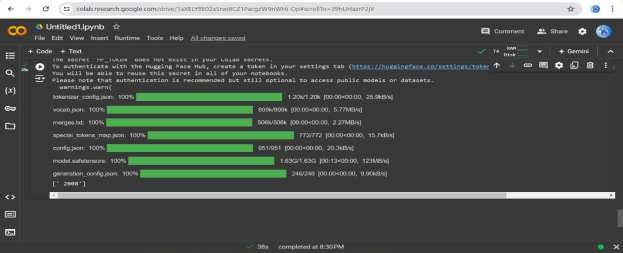 colab.research.google.com/drive/
Untitled1.ipynb
Comment
Share
File Edit View Insert Runtime Tools Help All changes saved
+ Code + Text
T4 RAM
Disk
+ Gemini
The secret `HF_TOKEN` does not exist in your Colab secrets.
To authenticate with the Hugging Face Hub, create a token in your settings tab (https://huggingface.co/settings/token
You will be able to reuse this secret in all of your notebooks.
Please note that authentication is recommended but still optional to access public models or datasets.
warnings.warn(
tokenizer_config.json: 100% 1.20k/1.20k [00:00<00:00, 25.9kB/s]
vocab.json: 100% 899k/899k [00:00<00:00, 5.77MB/s]
merges.txt: 100% 506k/506k [00:00<00:00, 2.27MB/s]
special_tokens_map.json: 100% 772/772 [00:00<00:00, 15.7kB/s]
config.json: 100% 951/951 [00:00<00:00, 20.3kB/s]
model.safetensors: 100% 1.63G/1.63G [00:13<00:00, 123MB/s]
generation_config.json: 100% 246/246 [00:00<00:00, 9.90kB/s]
[' 2008']
38s completed at 8:30 PM